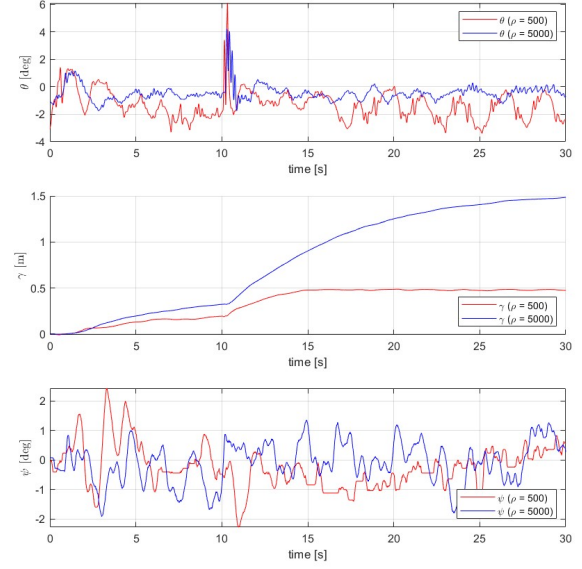 6
4
2
0
-2
-4
θ [deg]
θ (ρ = 500)
θ (ρ = 5000)
0 5 10 15 20 25 30
time [s]
1.5
1
0.5
0
γ [m]
γ (ρ = 500)
γ (ρ = 5000)
0 5 10 15 20 25 30
time [s]
2
1
0
-1
-2
ψ [deg]
ψ (ρ = 500)
ψ (ρ = 5000)
0 5 10 15 20 25 30
time [s]